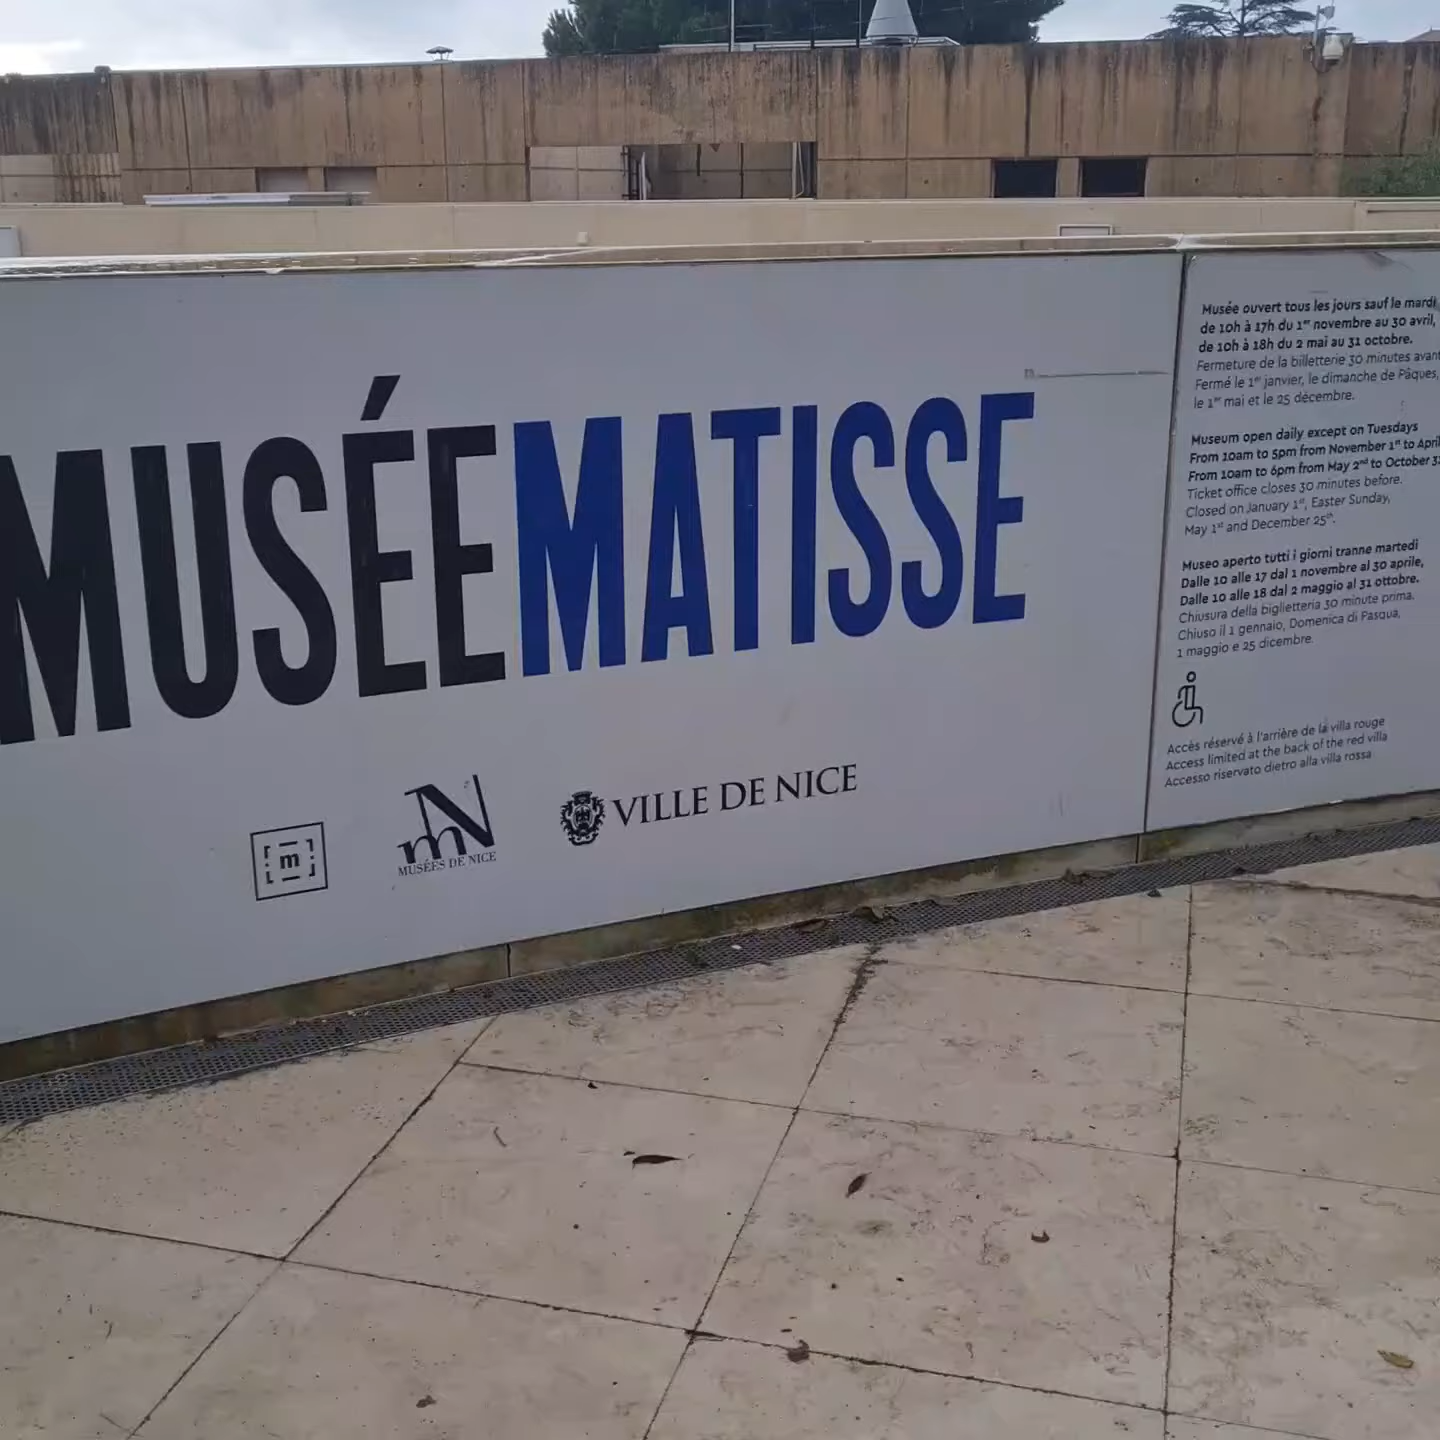 MUSÉEMATISSE
m
mN
MUSÉES DE NICE
VILLE DE NICE
Musée ouvert tous les jours sauf le mardi
de 10h à 17h du 1er novembre au 30 avril,
de 10h à 18h du 2 mai au 31 octobre.
Fermeture de la billetterie 30 minutes avant
Fermé le 1er janvier, le dimanche de Pâques,
le 1er mai et le 25 décembre.
Museum open daily except on Tuesdays
From 10am to 5pm from November 1st to April
From 10am to 6pm from May 2nd to October
Ticket office closes 30 minutes before.
Closed on January 1st, Easter Sunday,
May 1st and December 25th.
Museo aperto tutti i giorni tranne martedì
Dalle 10 alle 17 dal 1 novembre al 30 aprile,
Dalle 10 alle 18 dal 2 maggio al 31 ottobre.
Chiusura della biglietteria 30 minute prima.
Chiuso il 1 gennaio, Domenica di Pasqua,
1 maggio e 25 dicembre.
Accès réservé à l'arrière de la villa rouge
Access limited at the back of the red villa
Accesso riservato dietro alla villa rossa